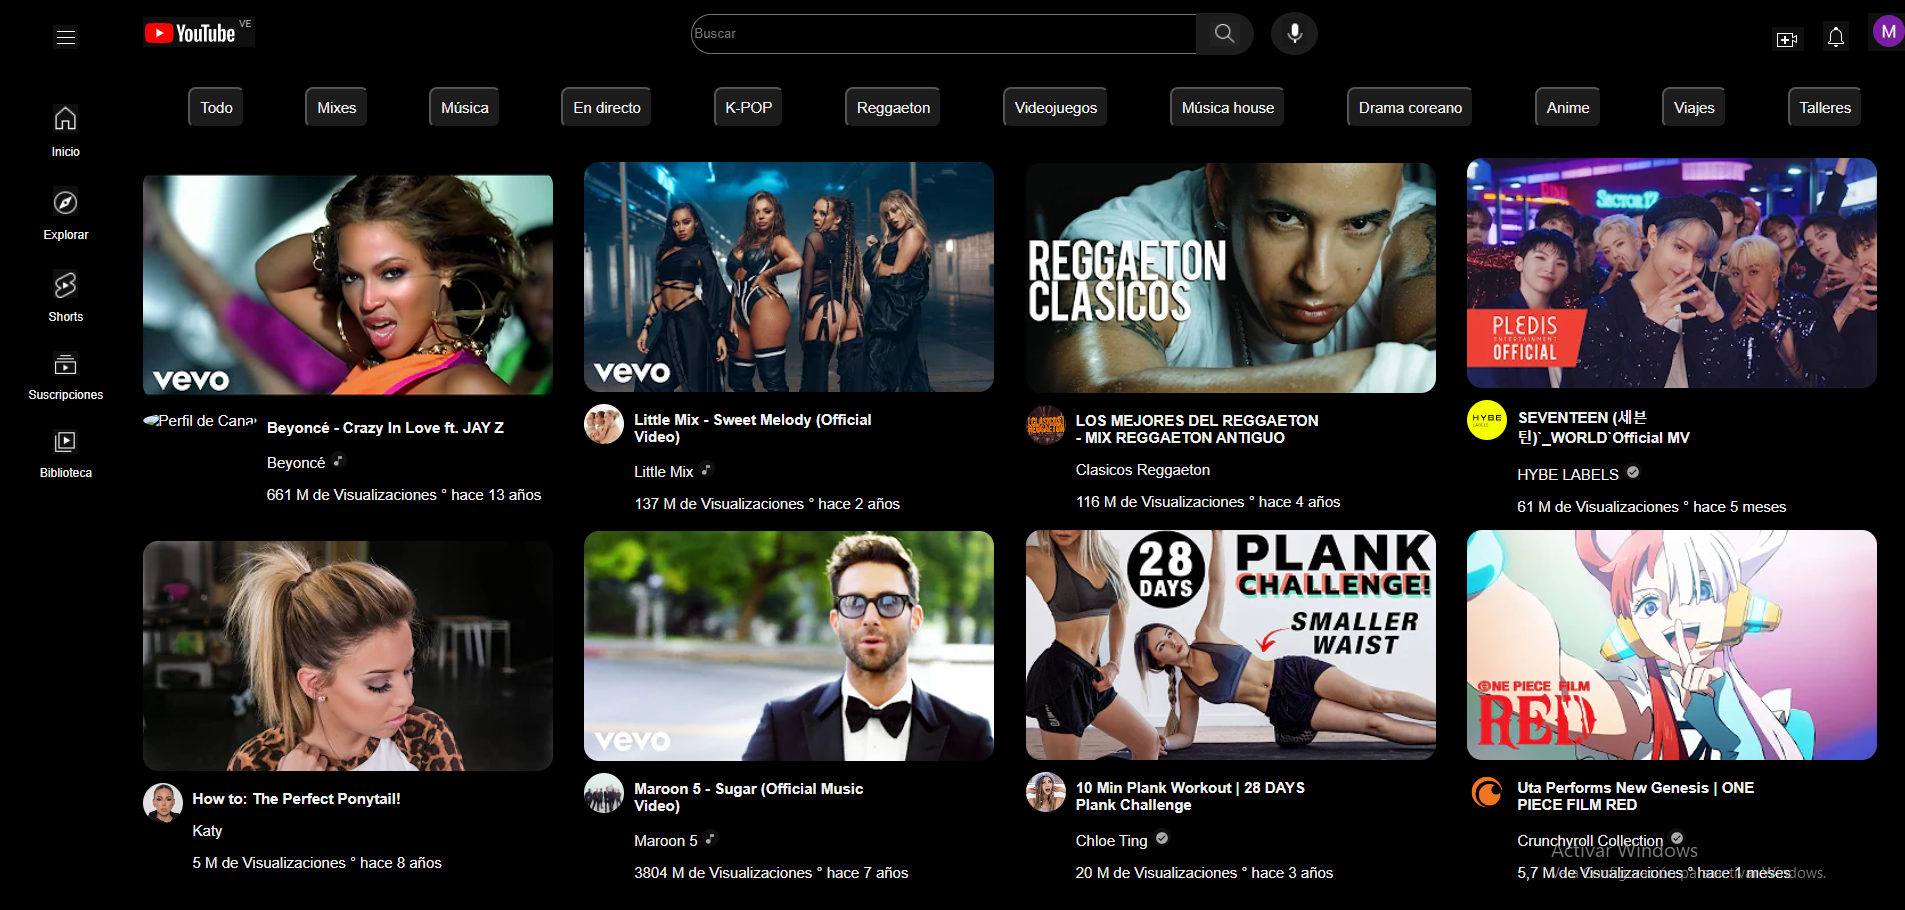 YouTube VE
Buscar
M
Todo
Mixes
Música
En directo
K-POP
Reggaeton
Videojuegos
Música house
Drama coreano
Anime
Viajes
Talleres
Inicio
Explorar
Shorts
Suscripciones
Biblioteca
vevo
vevo
REGGAETON
CLASICOS
SECTOR 17
PLEDIS
ENTERTAINMENT
OFFICIAL
Perfil de Cana
Beyoncé - Crazy In Love ft. JAY Z
Beyoncé
661 M de Visualizaciones ° hace 13 años
Little Mix - Sweet Melody (Official
Video)
Little Mix
137 M de Visualizaciones ° hace 2 años
CLASICOS
REGGAETON
LOS MEJORES DEL REGGAETON
- MIX REGGAETON ANTIGUO
Clasicos Reggaeton
116 M de Visualizaciones ° hace 4 años
HYBE
LABELS
SEVENTEEN (세븐
틴)`_WORLD`Official MV
HYBE LABELS
61 M de Visualizaciones ° hace 5 meses
vevo
28
DAYS
PLANK
CHALLENGE!
SMALLER
WAIST
ONE PIECE FILM
RED
How to: The Perfect Ponytail!
Katy
5 M de Visualizaciones ° hace 8 años
Maroon 5 - Sugar (Official Music
Video)
Maroon 5
3804 M de Visualizaciones ° hace 7 años
10 Min Plank Workout | 28 DAYS
Plank Challenge
Chloe Ting
20 M de Visualizaciones ° hace 3 años
Uta Performs New Genesis | ONE
PIECE FILM RED
Crunchyroll Collection
5,7 M de Visualizaciones ° hace 1 meses
Activar Windows